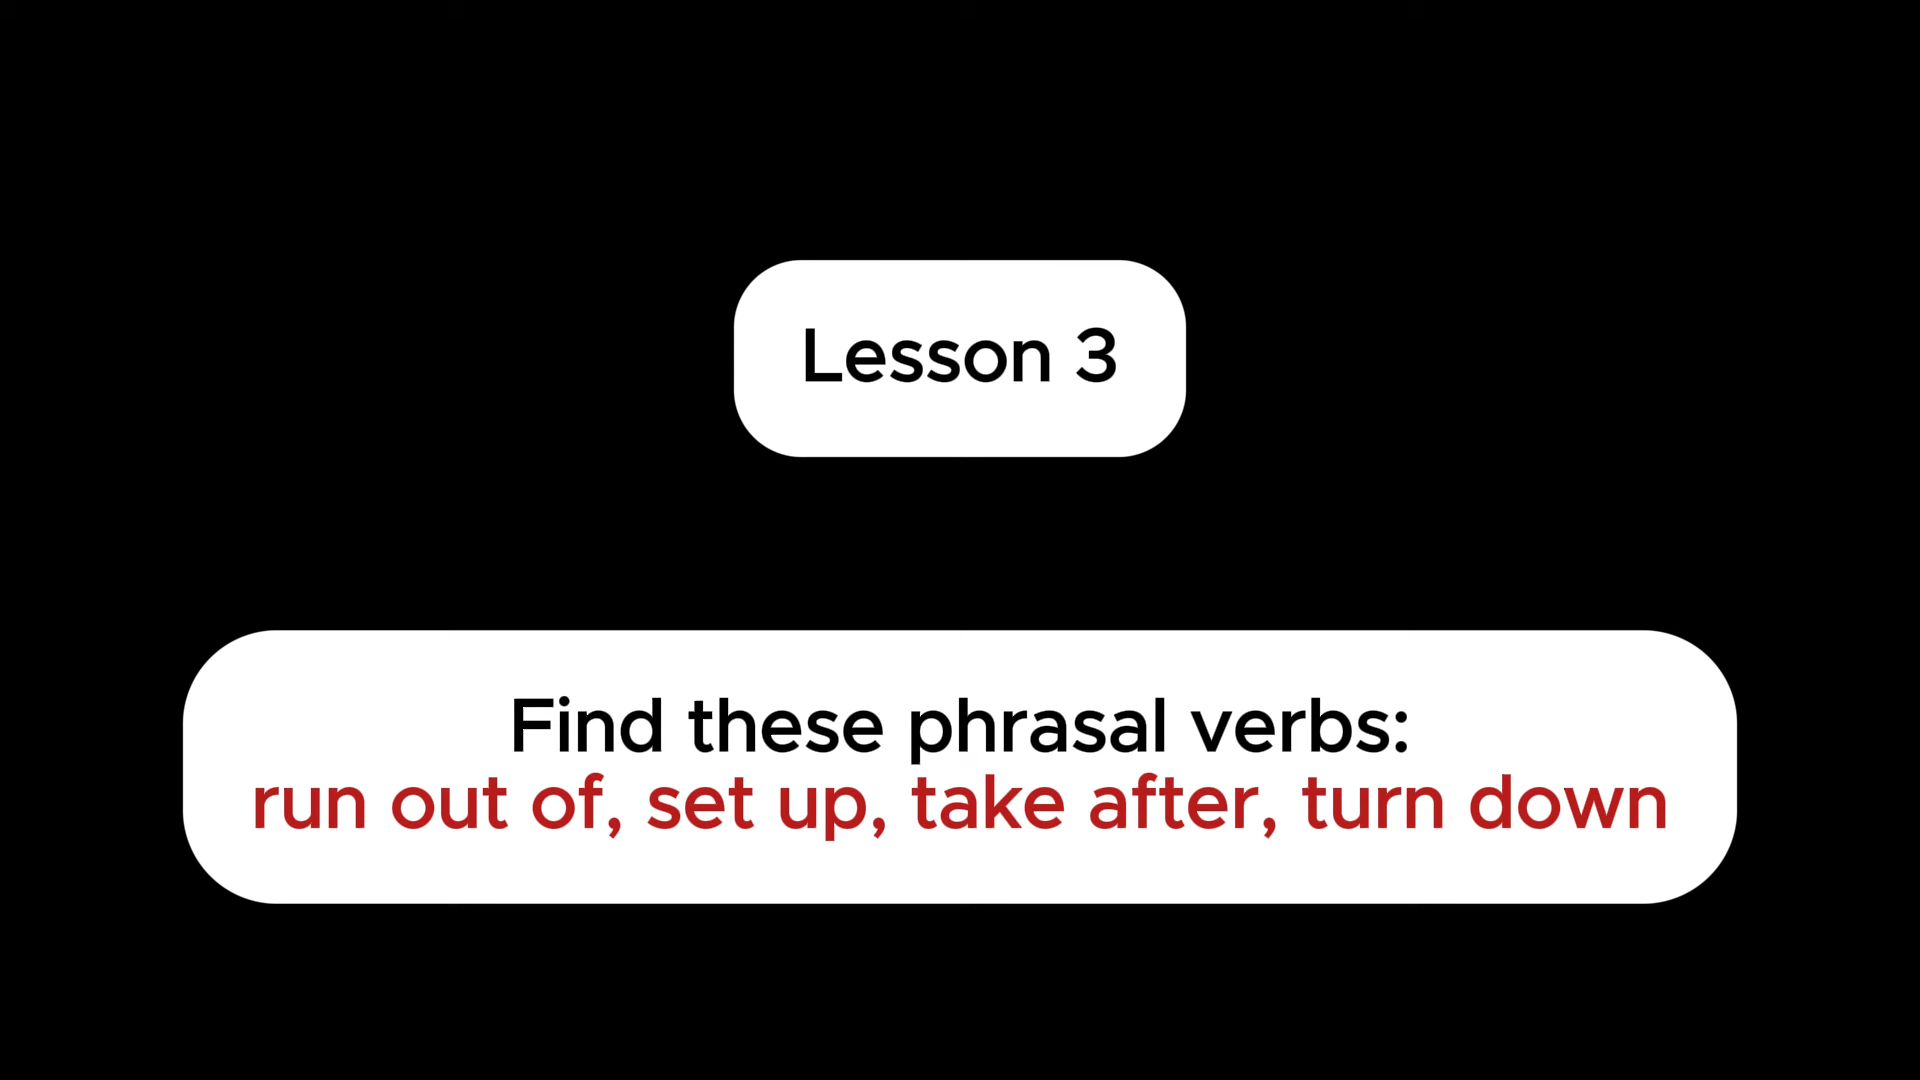 Lesson 3
Find these phrasal verbs:
run out of, set up, take after, turn down